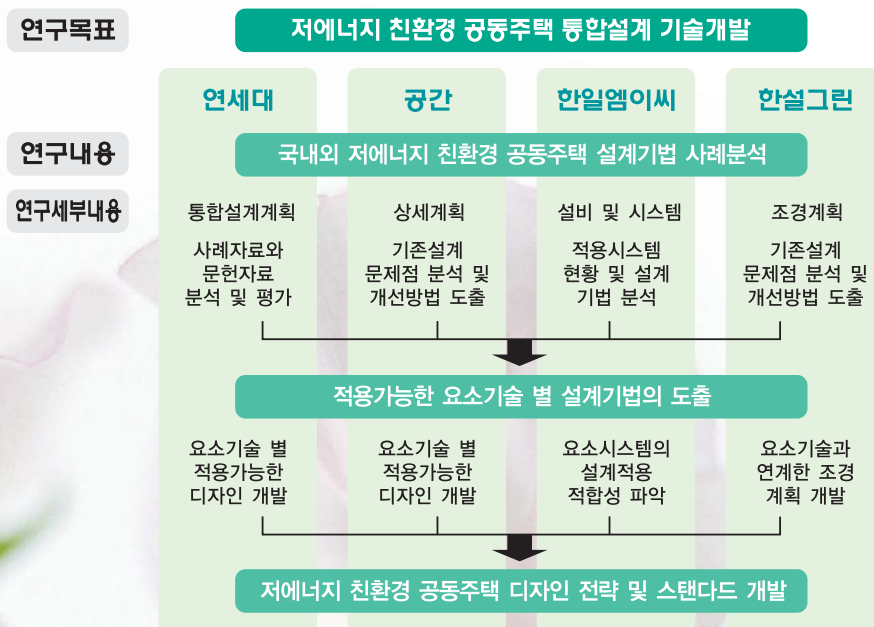 연구목표
저에너지 친환경 공동주택 통합설계 기술개발
연세대
공간
한일엠이씨
한설그린
연구내용
국내외 저에너지 친환경 공동주택 설계기법 사례분석
연구세부내용
통합설계계획
사례자료와
문헌자료
분석 및 평가
상세계획
기존설계
문제점 분석 및
개선방법 도출
설비 및 시스템
적용시스템
현황 및 설계
기법 분석
조경계획
기존설계
문제점 분석 및
개선방법 도출
적용가능한 요소기술 별 설계기법의 도출
요소기술 별
적용가능한
디자인 개발
요소기술 별
적용가능한
디자인 개발
요소시스템의
설계적용
적합성 파악
요소기술과
연계한 조경
계획 개발
저에너지 친환경 공동주택 디자인 전략 및 스탠다드 개발